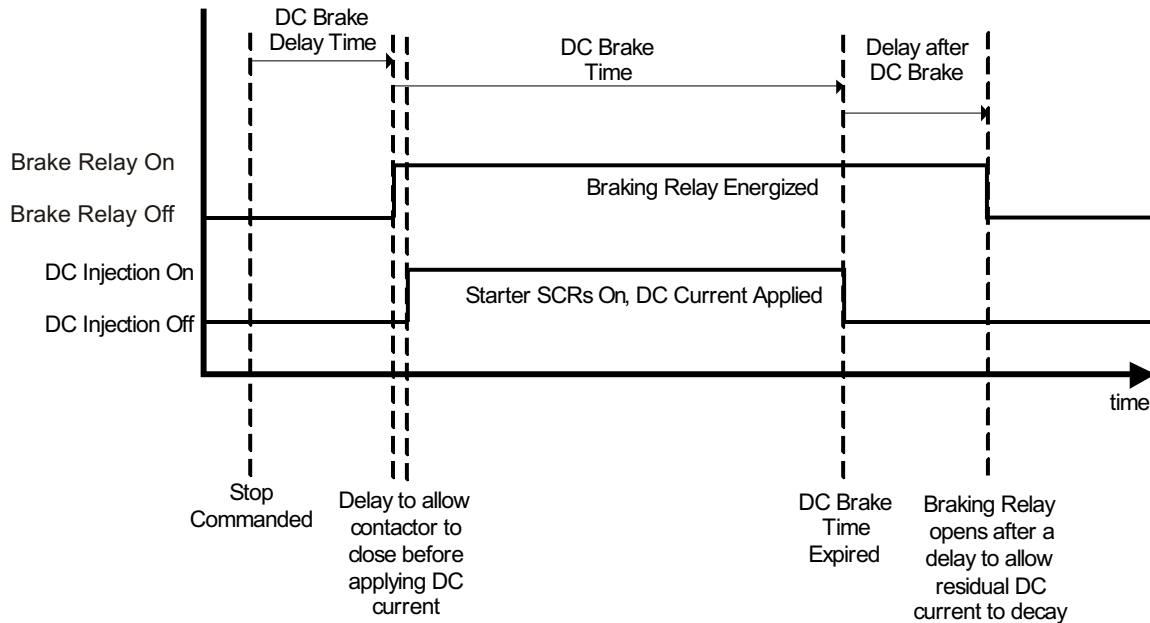 DC Brake
Delay Time
DC Brake
Time
Delay after
DC Brake
Brake Relay On
Braking Relay Energized
Brake Relay Off
DC Injection On
Starter SCRs On, DC Current Applied
DC Injection Off
time
Stop
Commanded
Delay to allow
contactor to
close before
applying DC
current
DC Brake
Time
Expired
Braking Relay
opens after a
delay to allow
residual DC
current to decay